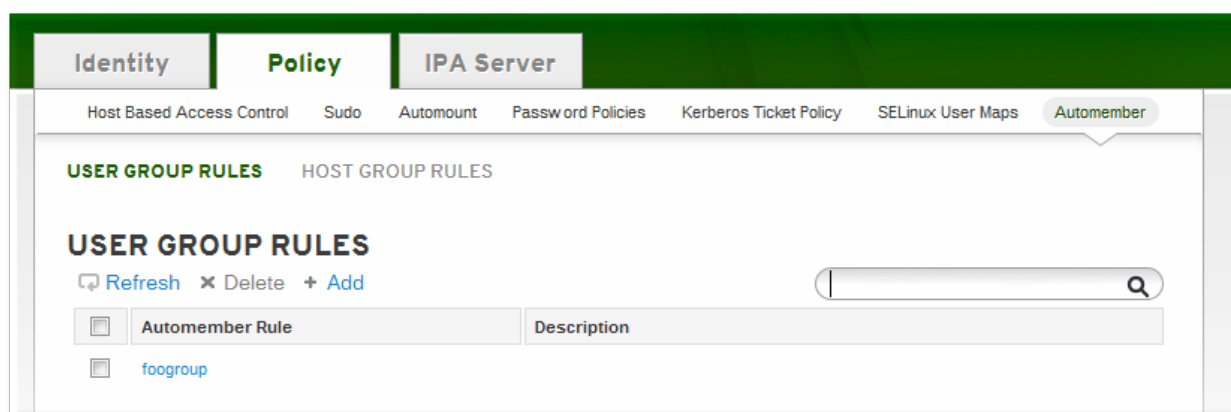 Identity Policy IPA Server
Host Based Access Control Sudo Automount Password Policies Kerberos Ticket Policy SELinux User Maps Automember
USER GROUP RULES HOST GROUP RULES
USER GROUP RULES
Refresh Delete Add
Automember Rule Description
foogroup